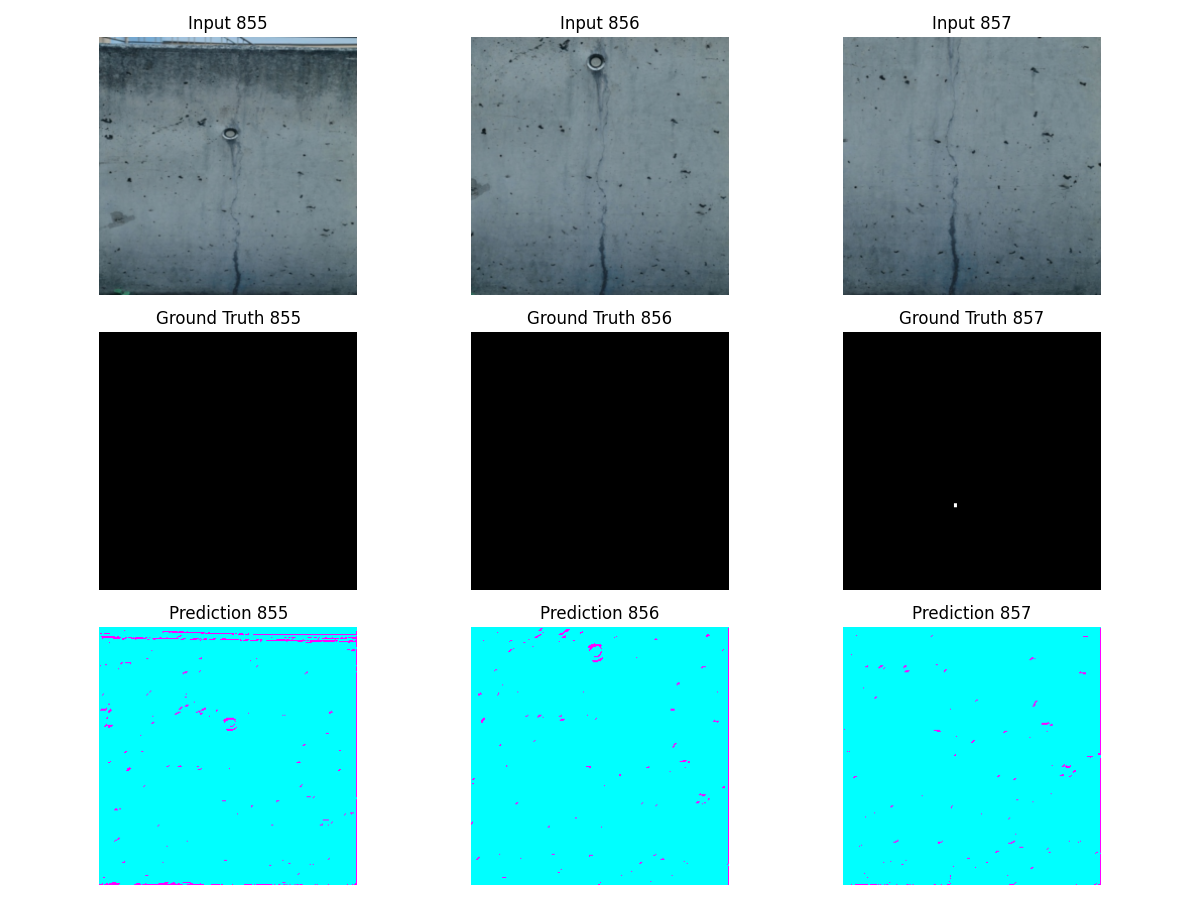 Input 855
Input 856
Input 857
Ground Truth 855
Ground Truth 856
Ground Truth 857
Prediction 855
Prediction 856
Prediction 857